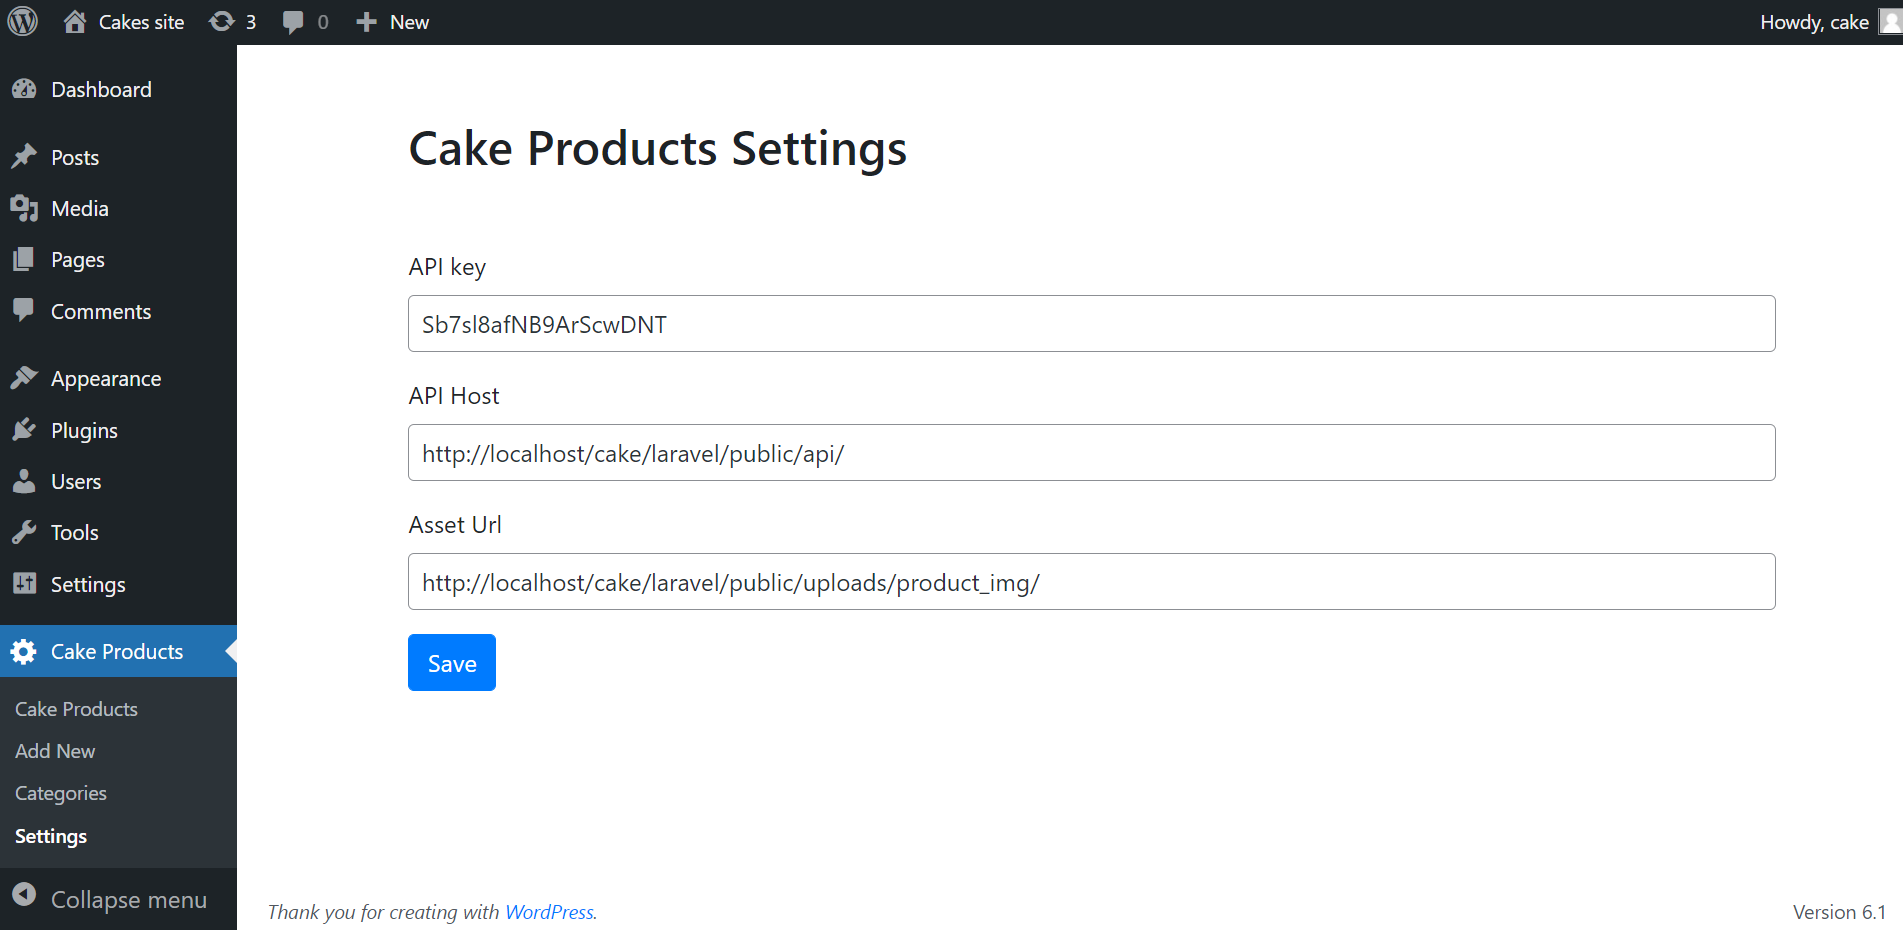 Cakes site 3 0 New Howdy, cake
Dashboard
Posts
Media
Pages
Comments
Appearance
Plugins
Users
Tools
Settings
Cake Products
Cake Products
Add New
Categories
Settings
Collapse menu
Cake Products Settings
API key
Sb7sl8afNB9ArScwDNT
API Host
http://localhost/cake/laravel/public/api/
Asset Url
http://localhost/cake/laravel/public/uploads/product_img/
Save
Thank you for creating with WordPress.
Version 6.1